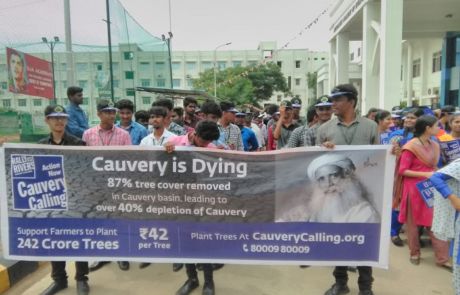 RALLY FOR
RIVERS
Action Now
Cauvery
Calling
Cauvery is Dying
87% tree cover removed
in Cauvery basin, leading to
over 40% depletion of Cauvery
Support Farmers to Plant
242 Crore Trees
₹42
per Tree
Plant Trees At CauveryCalling.org
80009 80009